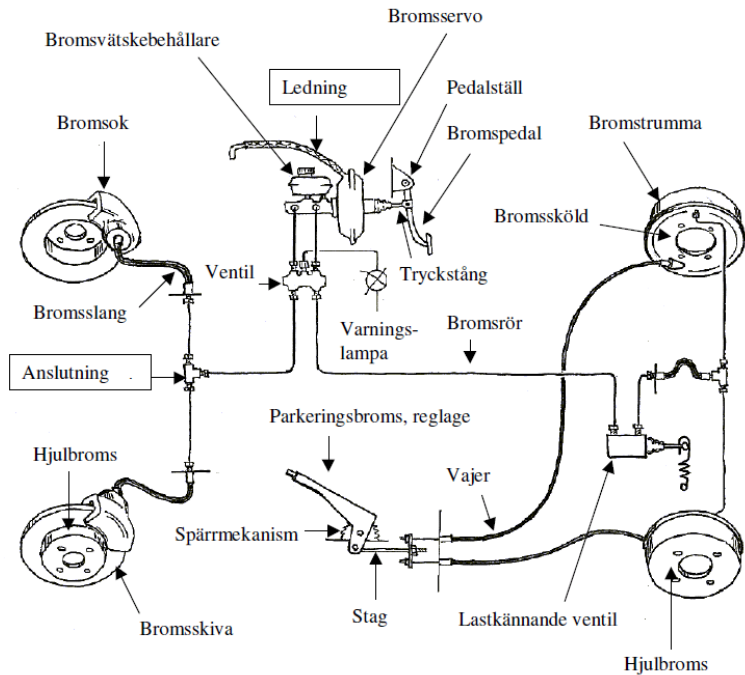 Bromsservo
Bromsvätskebehållare
Ledning
Pedalställ
Bromsok
Bromspedal
Bromstrumma
Bromssköld
Ventil
Tryckstång
Bromsslang
Varnings-
lampa
Bromsrör
Anslutning
Parkeringsbroms, reglage
Hjulbroms
Vajer
Spärrmekanism
Stag
Lastkännande ventil
Bromsskiva
Hjulbroms